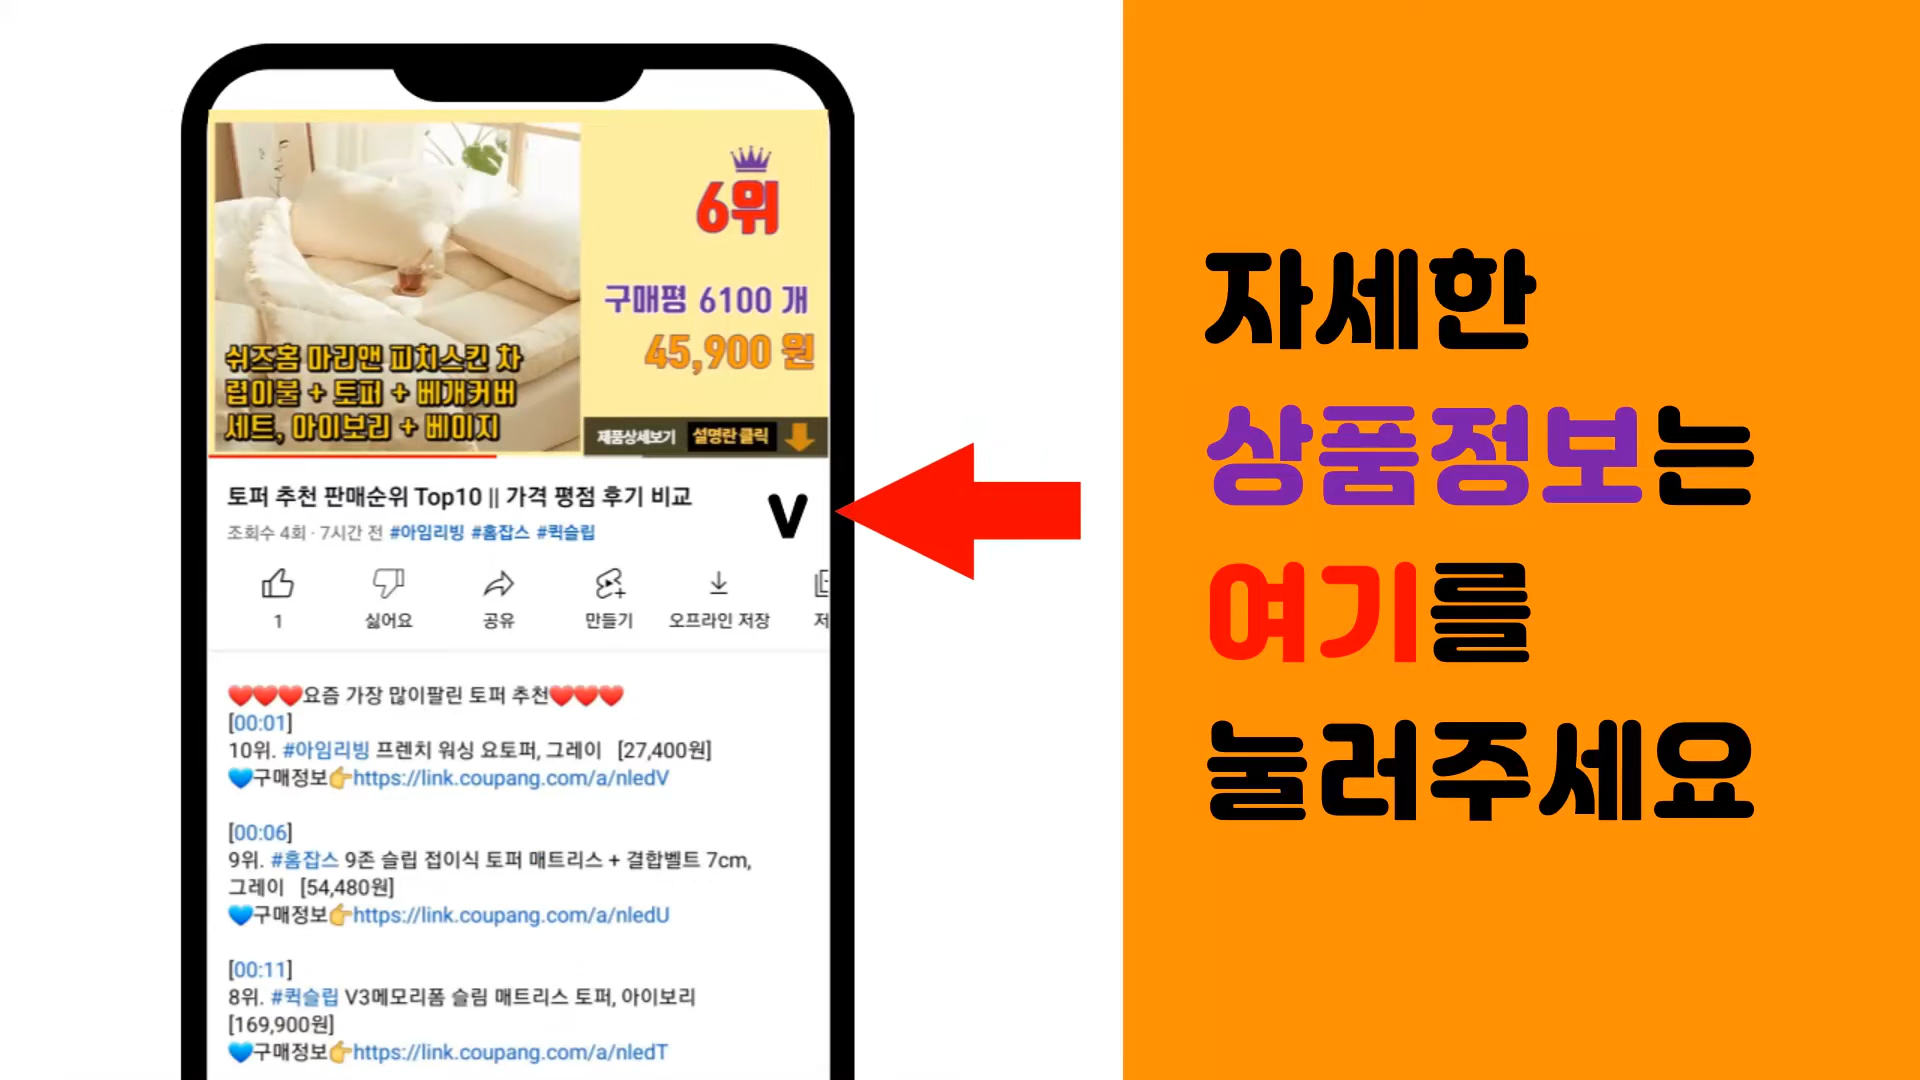 6위
구매평 6100 개
45,900 원
쉬즈홈 마리앤 피치스킨 차
렵이불 + 토퍼 + 베개커버
세트, 아이보리 + 베이지
제품상세보기 설명란 클릭
토퍼 추천 판매순위 Top10 || 가격 평점 후기 비교
V
조회수 4회 · 7시간 전 #아임리빙 #홈잡스 #퀵슬립
1 싫어요 공유 만들기 오프라인 저장 저
❤️❤️❤️요즘 가장 많이팔린 토퍼 추천❤️❤️❤️
[00:01]
10위. #아임리빙 프렌치 워싱 요토퍼, 그레이 [27,400원]
💙구매정보👉https://link.coupang.com/a/nledV
[00:06]
9위. #홈잡스 9존 슬립 접이식 토퍼 매트리스 + 결합벨트 7cm,
그레이 [54,480원]
💙구매정보👉https://link.coupang.com/a/nledU
[00:11]
8위. #퀵슬립 V3메모리폼 슬림 매트리스 토퍼, 아이보리
[169,900원]
💙구매정보👉https://link.coupang.com/a/nledT
자세한
상품정보는
여기를
눌러주세요